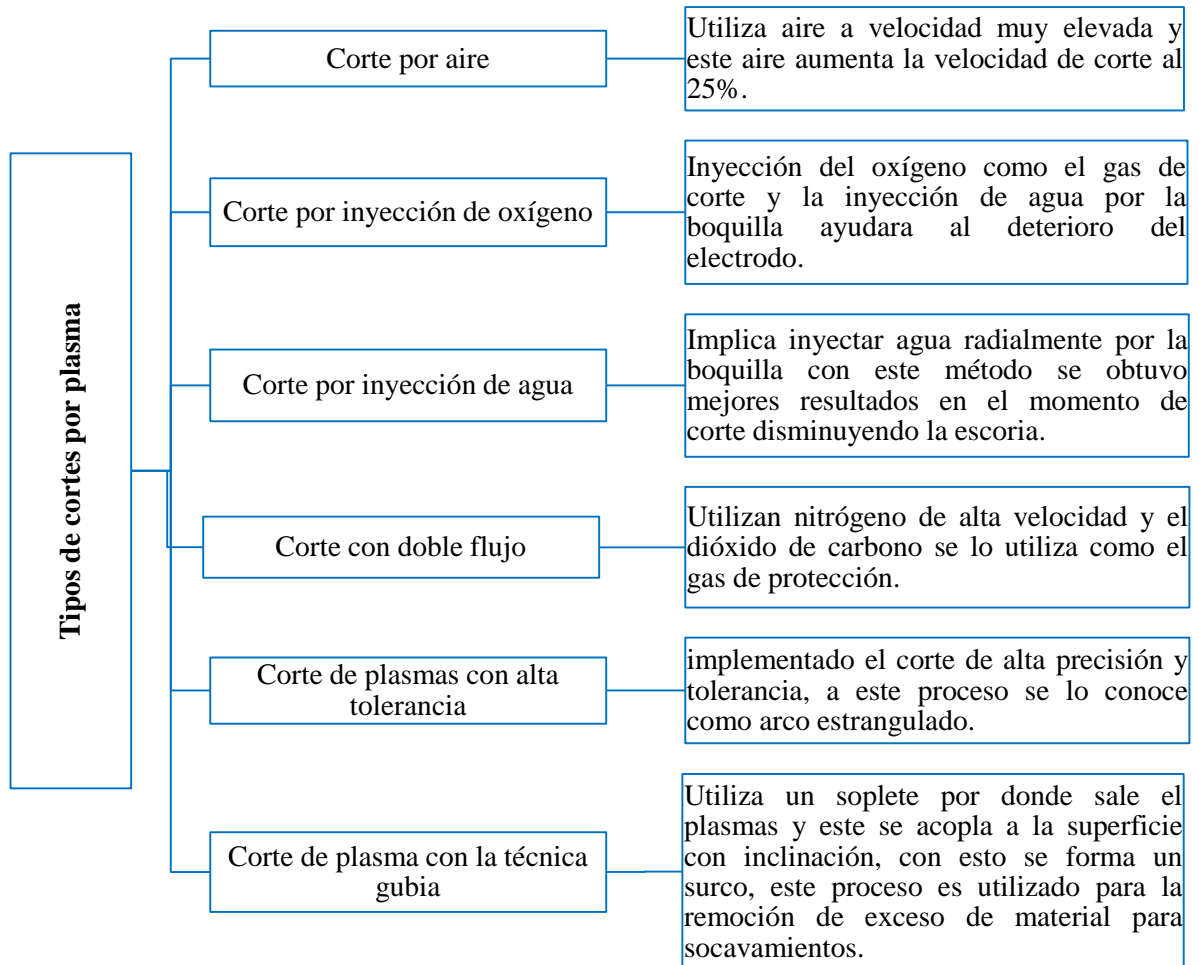 Tipos de cortes por plasma
Corte por aire
Utiliza aire a velocidad muy elevada y
este aire aumenta la velocidad de corte al
25%.
Corte por inyección de oxígeno
Inyección del oxígeno como el gas de
corte y la inyección de agua por la
boquilla ayudara al deterioro del
electrodo.
Corte por inyección de agua
Implica inyectar agua radialmente por la
boquilla con este método se obtuvo
mejores resultados en el momento de
corte disminuyendo la escoria.
Corte con doble flujo
Utilizan nitrógeno de alta velocidad y el
dióxido de carbono se lo utiliza como el
gas de protección.
Corte de plasmas con alta
tolerancia
implementado el corte de alta precisión y
tolerancia, a este proceso se lo conoce
como arco estrangulado.
Corte de plasma con la técnica
gubia
Utiliza un soplete por donde sale el
plasmas y este se acopla a la superficie
con inclinación, con esto se forma un
surco, este proceso es utilizado para la
remoción de exceso de material para
socavamientos.